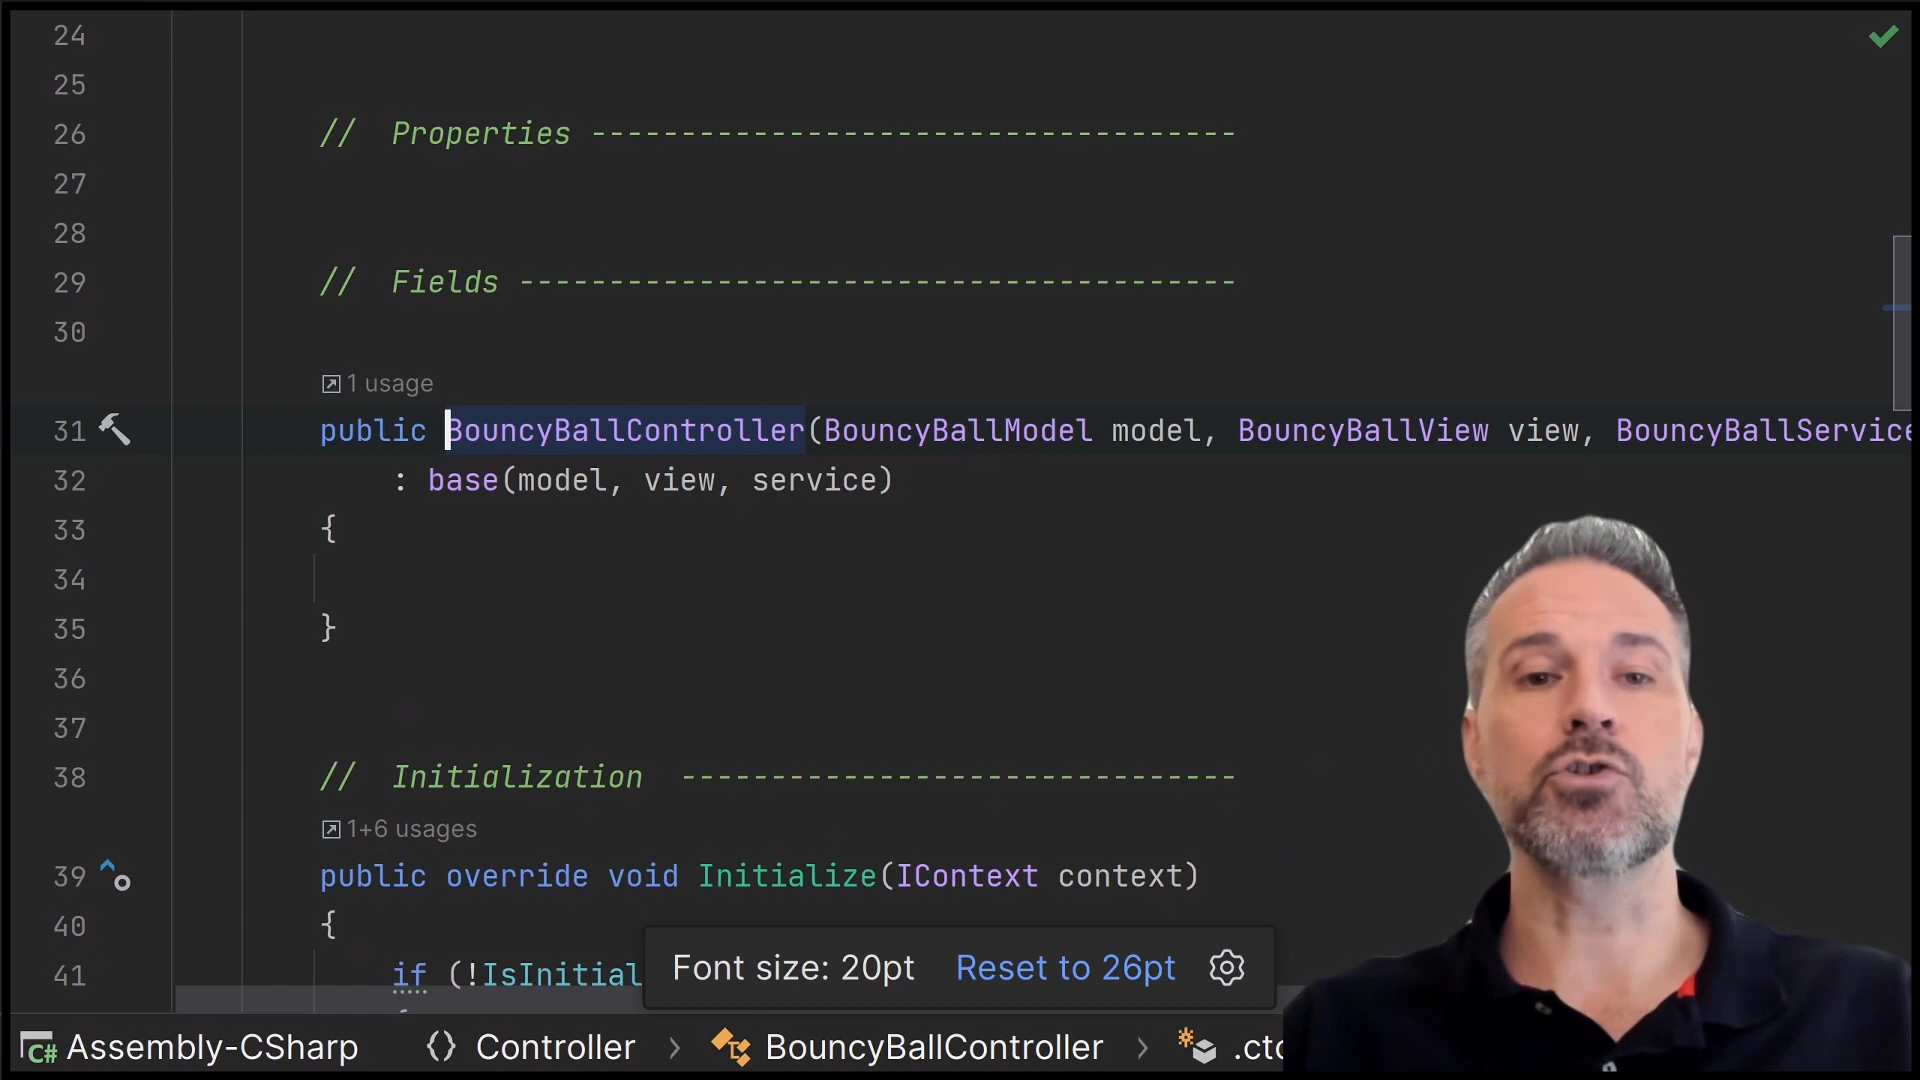 24
25
26 // Properties ------------------------------------
27
28
29 // Fields ----------------------------------------
30
1 usage
31 public BouncyBallController(BouncyBallModel model, BouncyBallView view, BouncyBallService
32 : base(model, view, service)
33 {
34
35 }
36
37
38 // Initialization -------------------------------
1+6 usages
39 public override void Initialize(IContext context)
40 {
41 if (!IsInitial
Font size: 20pt Reset to 26pt
C# Assembly-CSharp {} Controller > BouncyBallController > .cto